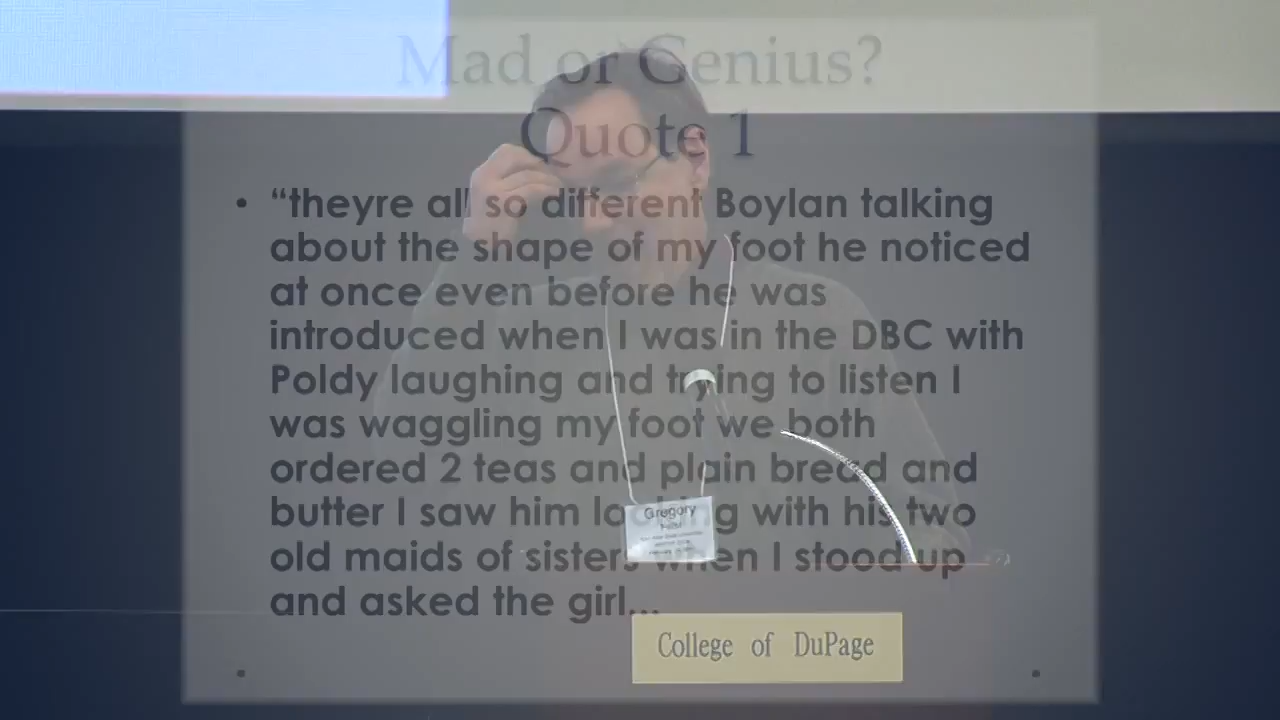 Mad or Genius?
Quote 1
• “theyre all so different Boylan talking
about the shape of my foot he noticed
at once even before he was
introduced when I was in the DBC with
Poldy laughing and trying to listen I
was waggling my foot we both
ordered 2 teas and plain bread and
butter I saw him looking with his two
old maids of sisters when I stood up
and asked the girl...
Gregory
College of DuPage